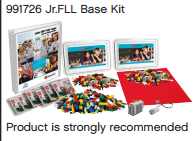 991726 Jr.FLL Base Kit
Product is strongly recommended